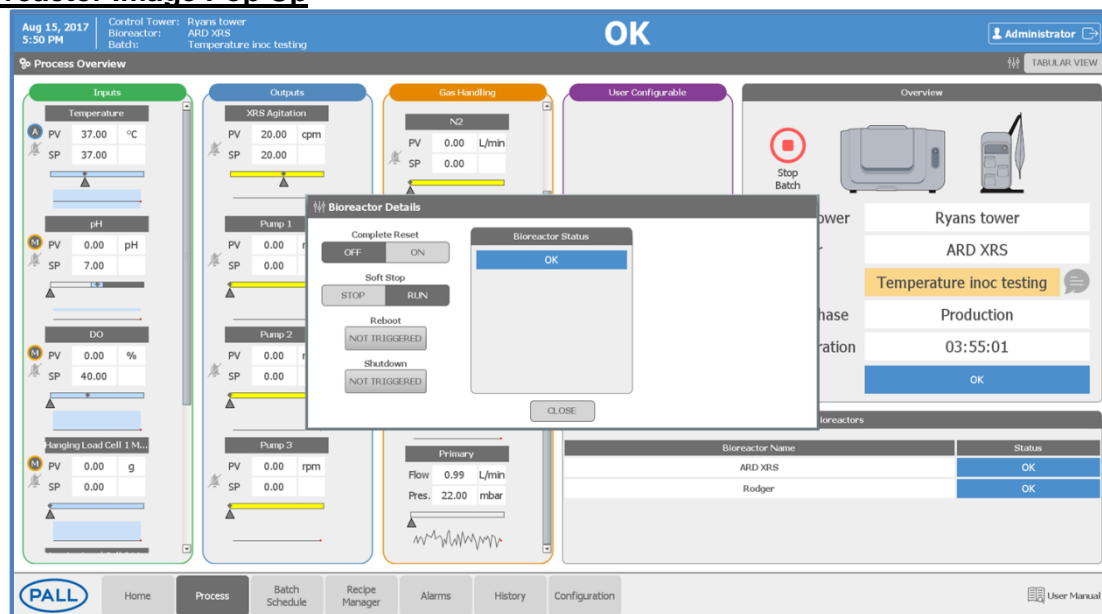 reactor Image Pop Up
Aug 15, 2017
5:50 PM
Control Tower: Ryans tower
Bioreactor: ARD XRS
Batch: Temperature inoc testing
OK
Administrator
Process Overview
TABULAR VIEW
Inputs
Temperature
A PV 37.00 °C
SP 37.00
pH
M PV 0.00 pH
SP 7.00
DO
M PV 0.00 %
SP 40.00
Hanging Load Cell 1 M...
M PV 0.00 g
SP 0.00
Outputs
XRS Agitation
PV 20.00 cpm
SP 20.00
Pump 1
PV 0.00
SP 0.00
Pump 2
PV 0.00
SP 0.00
Pump 3
PV 0.00 rpm
SP 0.00
Gas Handling
N2
PV 0.00 L/min
SP 0.00
Primary
Flow 0.99 L/min
Pres. 22.00 mbar
User Configurable
Bioreactor Details
Complete Reset
OFF ON
Soft Stop
STOP RUN
Reboot
NOT TRIGGERED
Shutdown
NOT TRIGGERED
Bioreactor Status
OK
CLOSE
Overview
Stop
Batch
ower Ryans tower
ARD XRS
Temperature inoc testing
hase Production
ration 03:55:01
OK
ioreactors
Bioreactor Name Status
ARD XRS OK
Rodger OK
PALL
Home
Process
Batch
Schedule
Recipe
Manager
Alarms
History
Configuration
User Manual